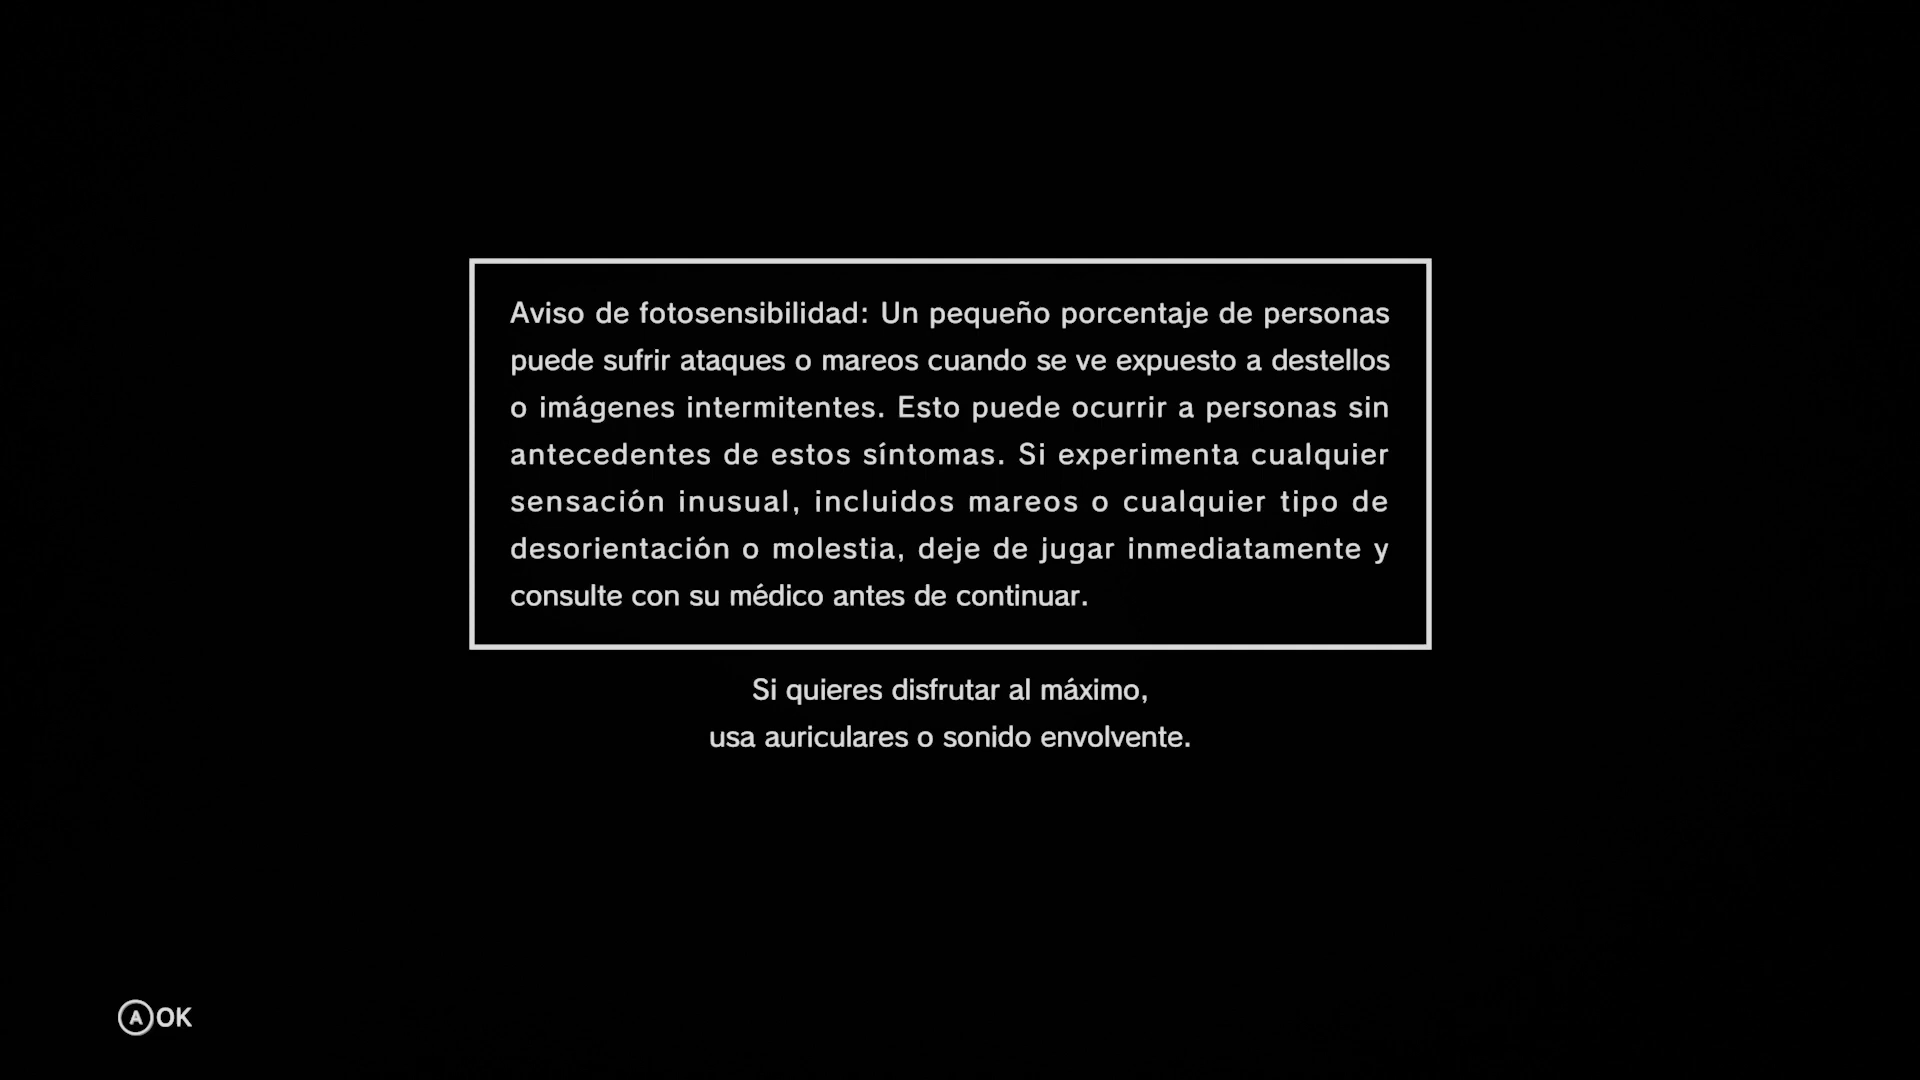 Aviso de fotosensibilidad: Un pequeño porcentaje de personas
puede sufrir ataques o mareos cuando se ve expuesto a destellos
o imágenes intermitentes. Esto puede ocurrir a personas sin
antecedentes de estos síntomas. Si experimenta cualquier
sensación inusual, incluidos mareos o cualquier tipo de
desorientación o molestia, deje de jugar inmediatamente y
consulte con su médico antes de continuar.
Si quieres disfrutar al máximo,
usa auriculares o sonido envolvente.
A OK